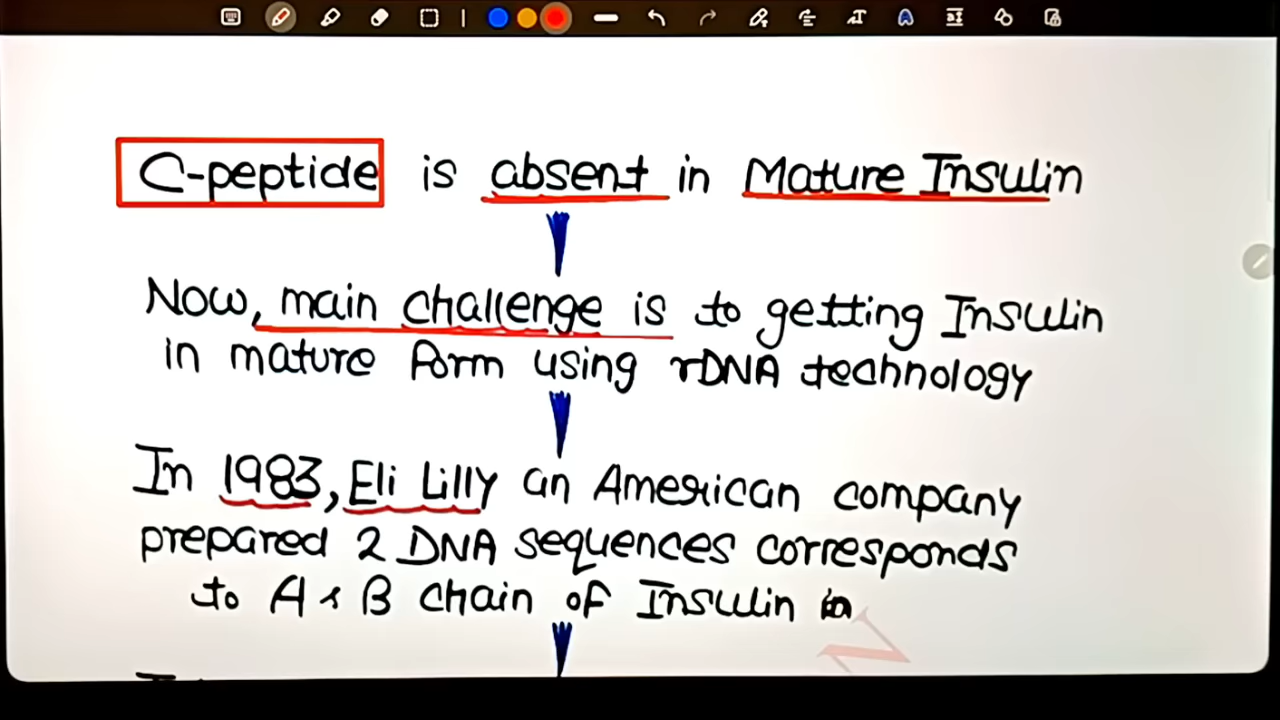 C-peptide is absent in Mature Insulin
Now, main challenge is to getting Insulin
in mature form using rDNA technology
In 1983, Eli Lilly an American company
prepared 2 DNA sequences corresponds
to A & B chain of Insulin